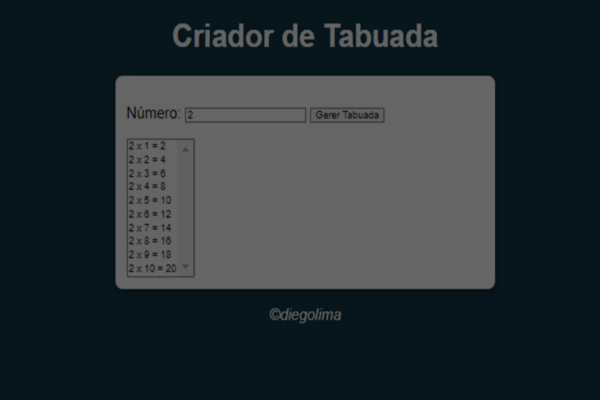 Criador de Tabuada
Número: 2 Gerer Tabuada
2 x 1 = 2
2 x 2 = 4
2 x 3 = 6
2 x 4 = 8
2 x 5 = 10
2 x 6 = 12
2 x 7 = 14
2 x 8 = 16
2 x 9 = 18
2 x 10 = 20
©diegolima